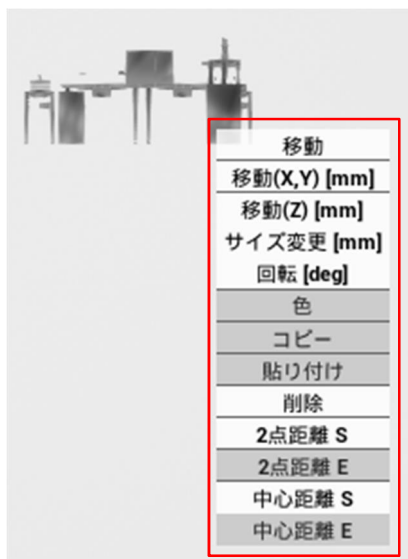 移動
移動(X,Y) [mm]
移動(Z) [mm]
サイズ変更 [mm]
回転 [deg]
色
コピー
貼り付け
削除
2点距離 S
2点距離 E
中心距離 S
中心距離 E